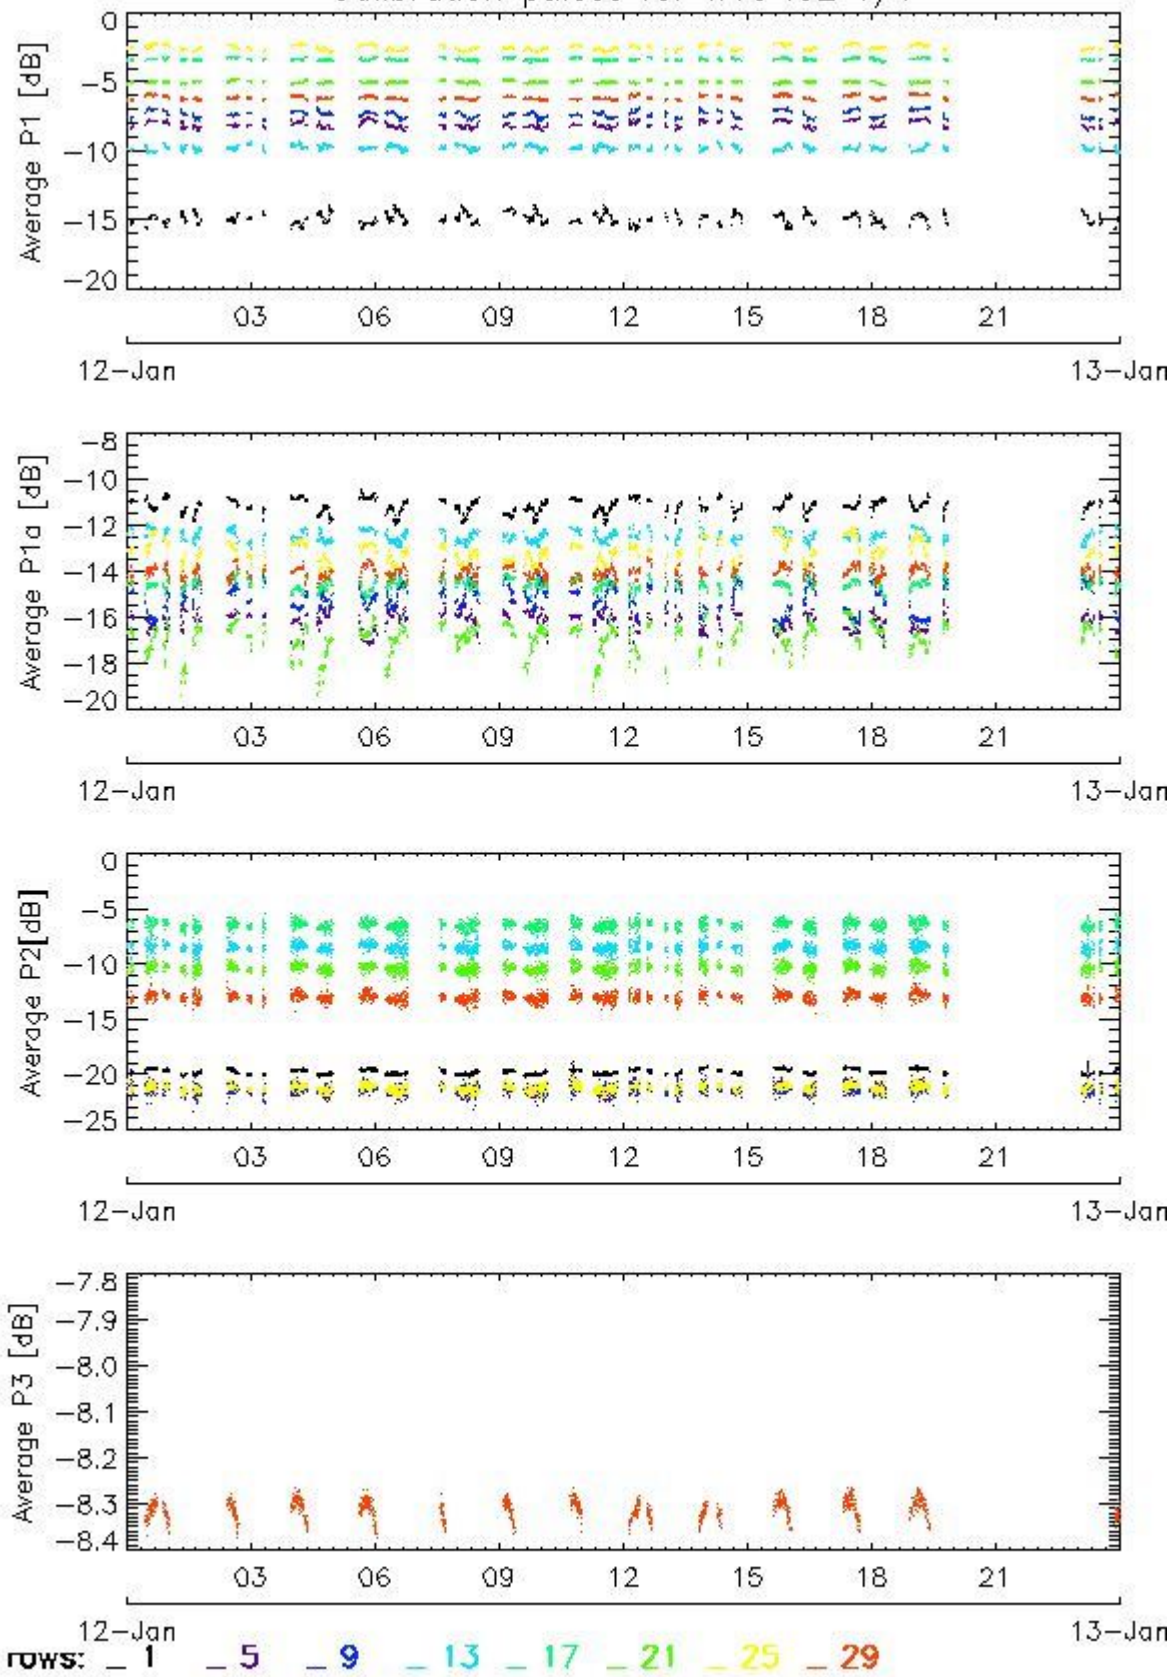 Average P1 [dB]
0
−5
−10
−15
−20
03 06 09 12 15 18 21
12−Jan 13−Jan
Average P1a [dB]
−8
−10
−12
−14
−16
−18
−20
03 06 09 12 15 18 21
12−Jan 13−Jan
Average P2[dB]
0
−5
−10
−15
−20
−25
03 06 09 12 15 18 21
12−Jan 13−Jan
Average P3 [dB]
−7.8
−7.9
−8.0
−8.1
−8.2
−8.3
−8.4
03 06 09 12 15 18 21
12−Jan 13−Jan
rows: _ 1 _ 5 _ 9 _ 13 _ 17 _ 21 _ 25 _ 29